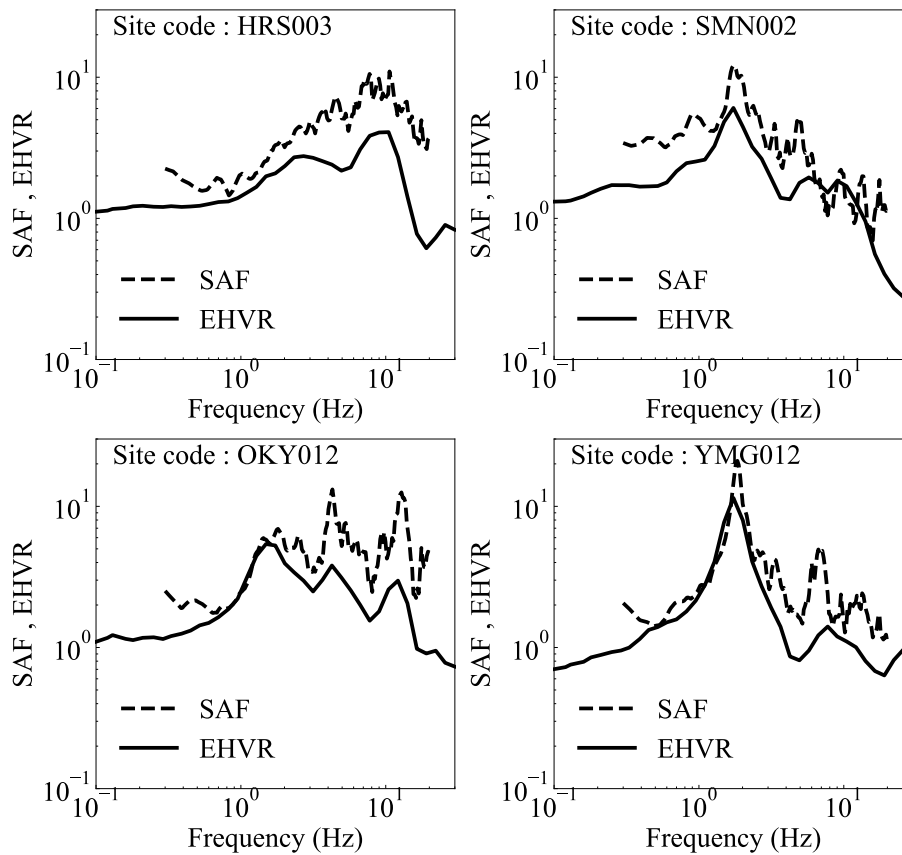 Site code : HRS003
10^1
10^0
10^−1
SAF , EHVR
SAF
EHVR
10^−1
10^0
10^1
Frequency (Hz)
Site code : SMN002
10^1
10^0
10^−1
SAF , EHVR
SAF
EHVR
10^−1
10^0
10^1
Frequency (Hz)
Site code : OKY012
10^1
10^0
10^−1
SAF , EHVR
SAF
EHVR
10^−1
10^0
10^1
Frequency (Hz)
Site code : YMG012
10^1
10^0
10^−1
SAF , EHVR
SAF
EHVR
10^−1
10^0
10^1
Frequency (Hz)